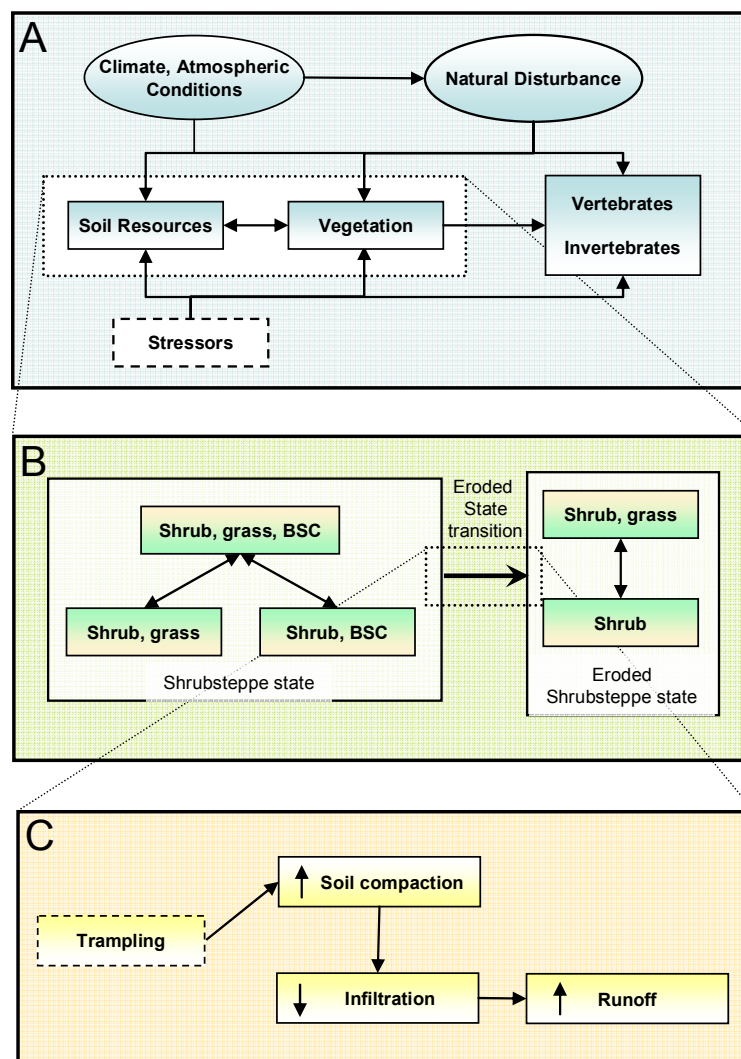 A
Climate, Atmospheric
Conditions
Natural Disturbance
Soil Resources
Vegetation
Vertebrates
Invertebrates
Stressors
B
Shrub, grass, BSC
Shrub, grass
Shrub, BSC
Shrubsteppe state
Eroded
State
transition
Shrub, grass
Shrub
Eroded
Shrubsteppe state
C
Soil compaction
Trampling
Infiltration
Runoff